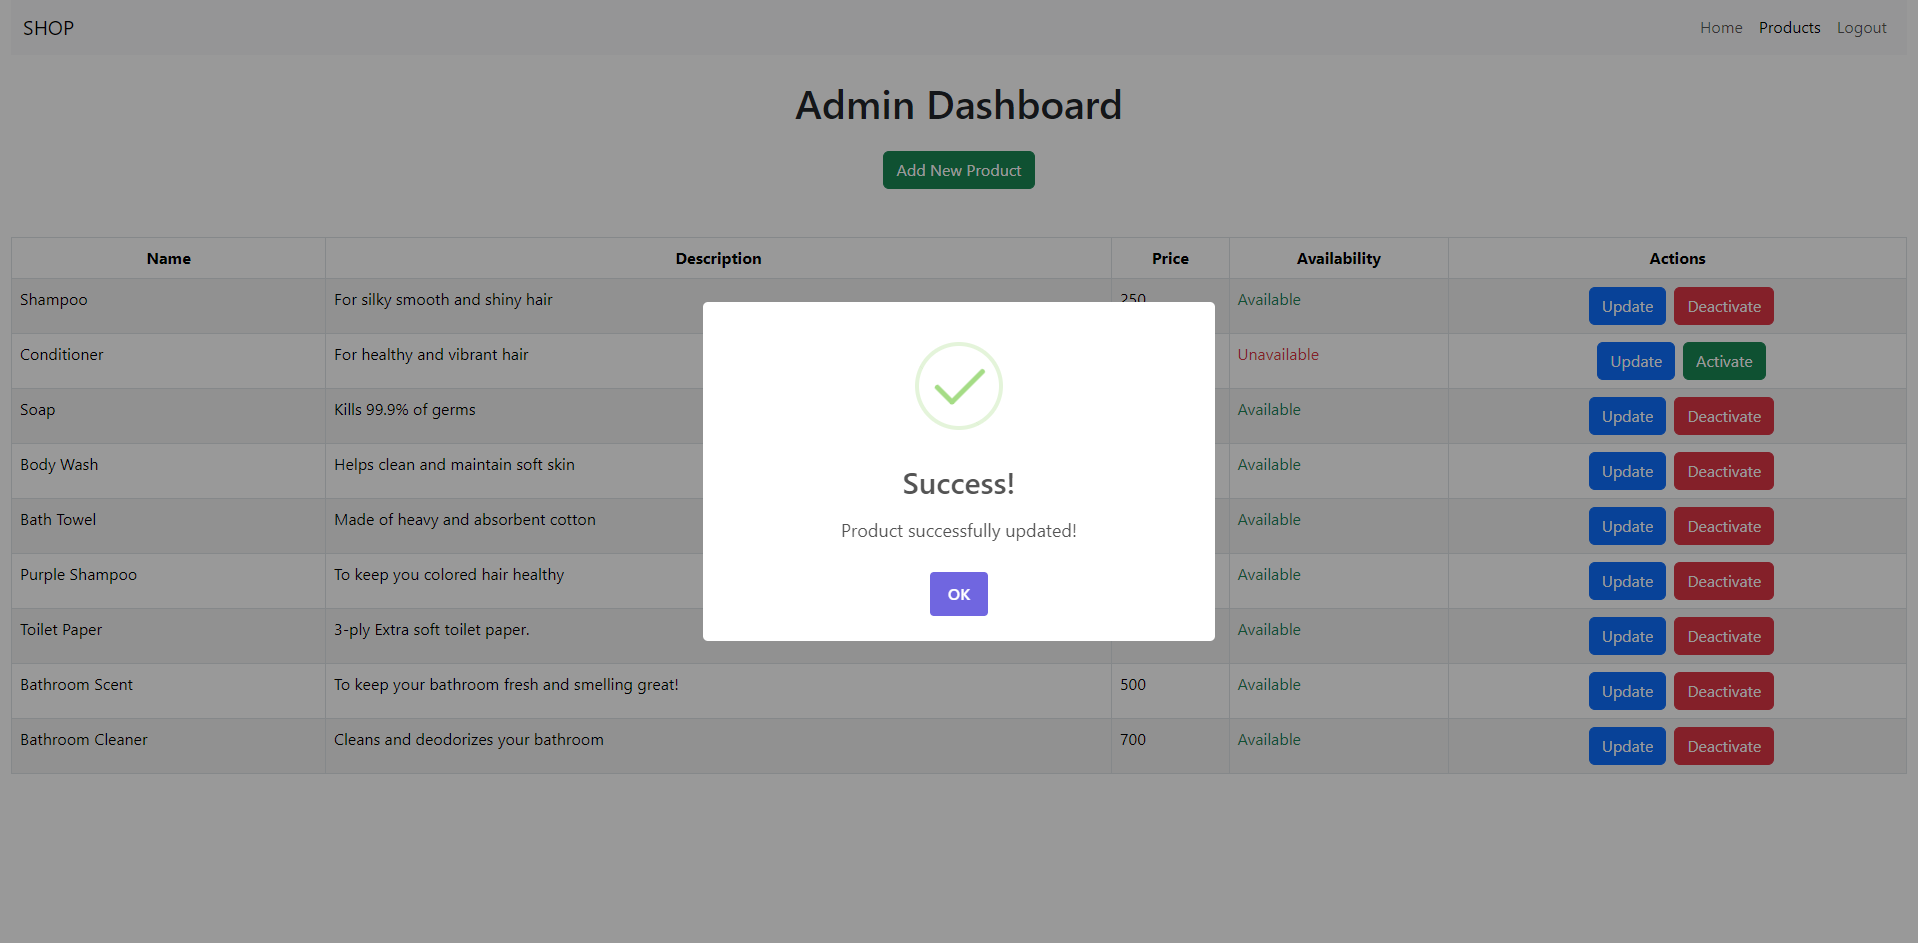 SHOP
Home Products Logout
Admin Dashboard
Add New Product
Name Description Price Availability Actions
Shampoo For silky smooth and shiny hair 250 Available Update Deactivate
Conditioner For healthy and vibrant hair Unavailable Update Activate
Soap Kills 99.9% of germs Available Update Deactivate
Body Wash Helps clean and maintain soft skin Available Update Deactivate
Bath Towel Made of heavy and absorbent cotton Available Update Deactivate
Purple Shampoo To keep you colored hair healthy Available Update Deactivate
Toilet Paper 3-ply Extra soft toilet paper. Available Update Deactivate
Bathroom Scent To keep your bathroom fresh and smelling great! 500 Available Update Deactivate
Bathroom Cleaner Cleans and deodorizes your bathroom 700 Available Update Deactivate
Success!
Product successfully updated!
OK